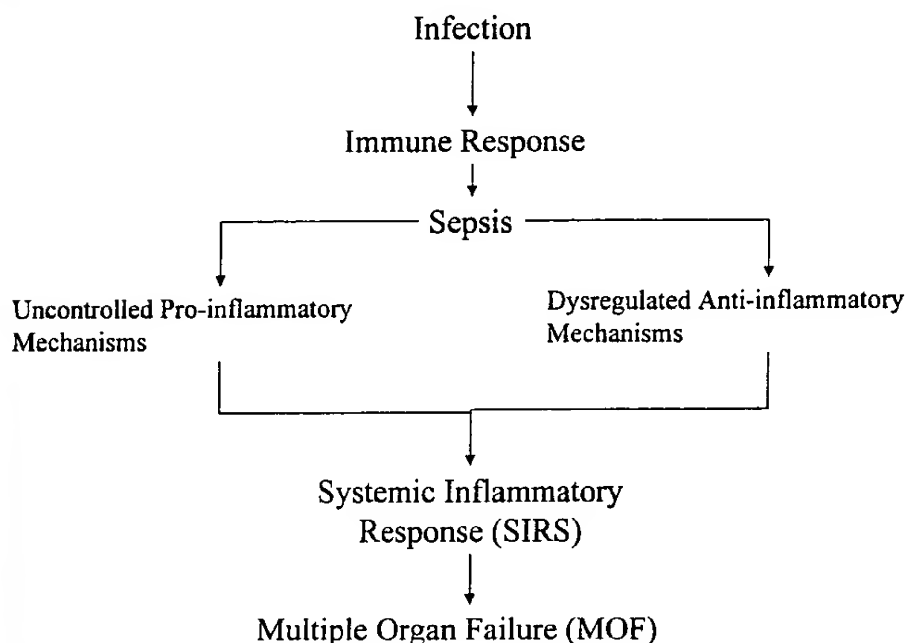 Infection
Immune Response
Sepsis
Uncontrolled Pro-inflammatory
Mechanisms
Dysregulated Anti-inflammatory
Mechanisms
Systemic Inflammatory
Response (SIRS)
Multiple Organ Failure (MOF)